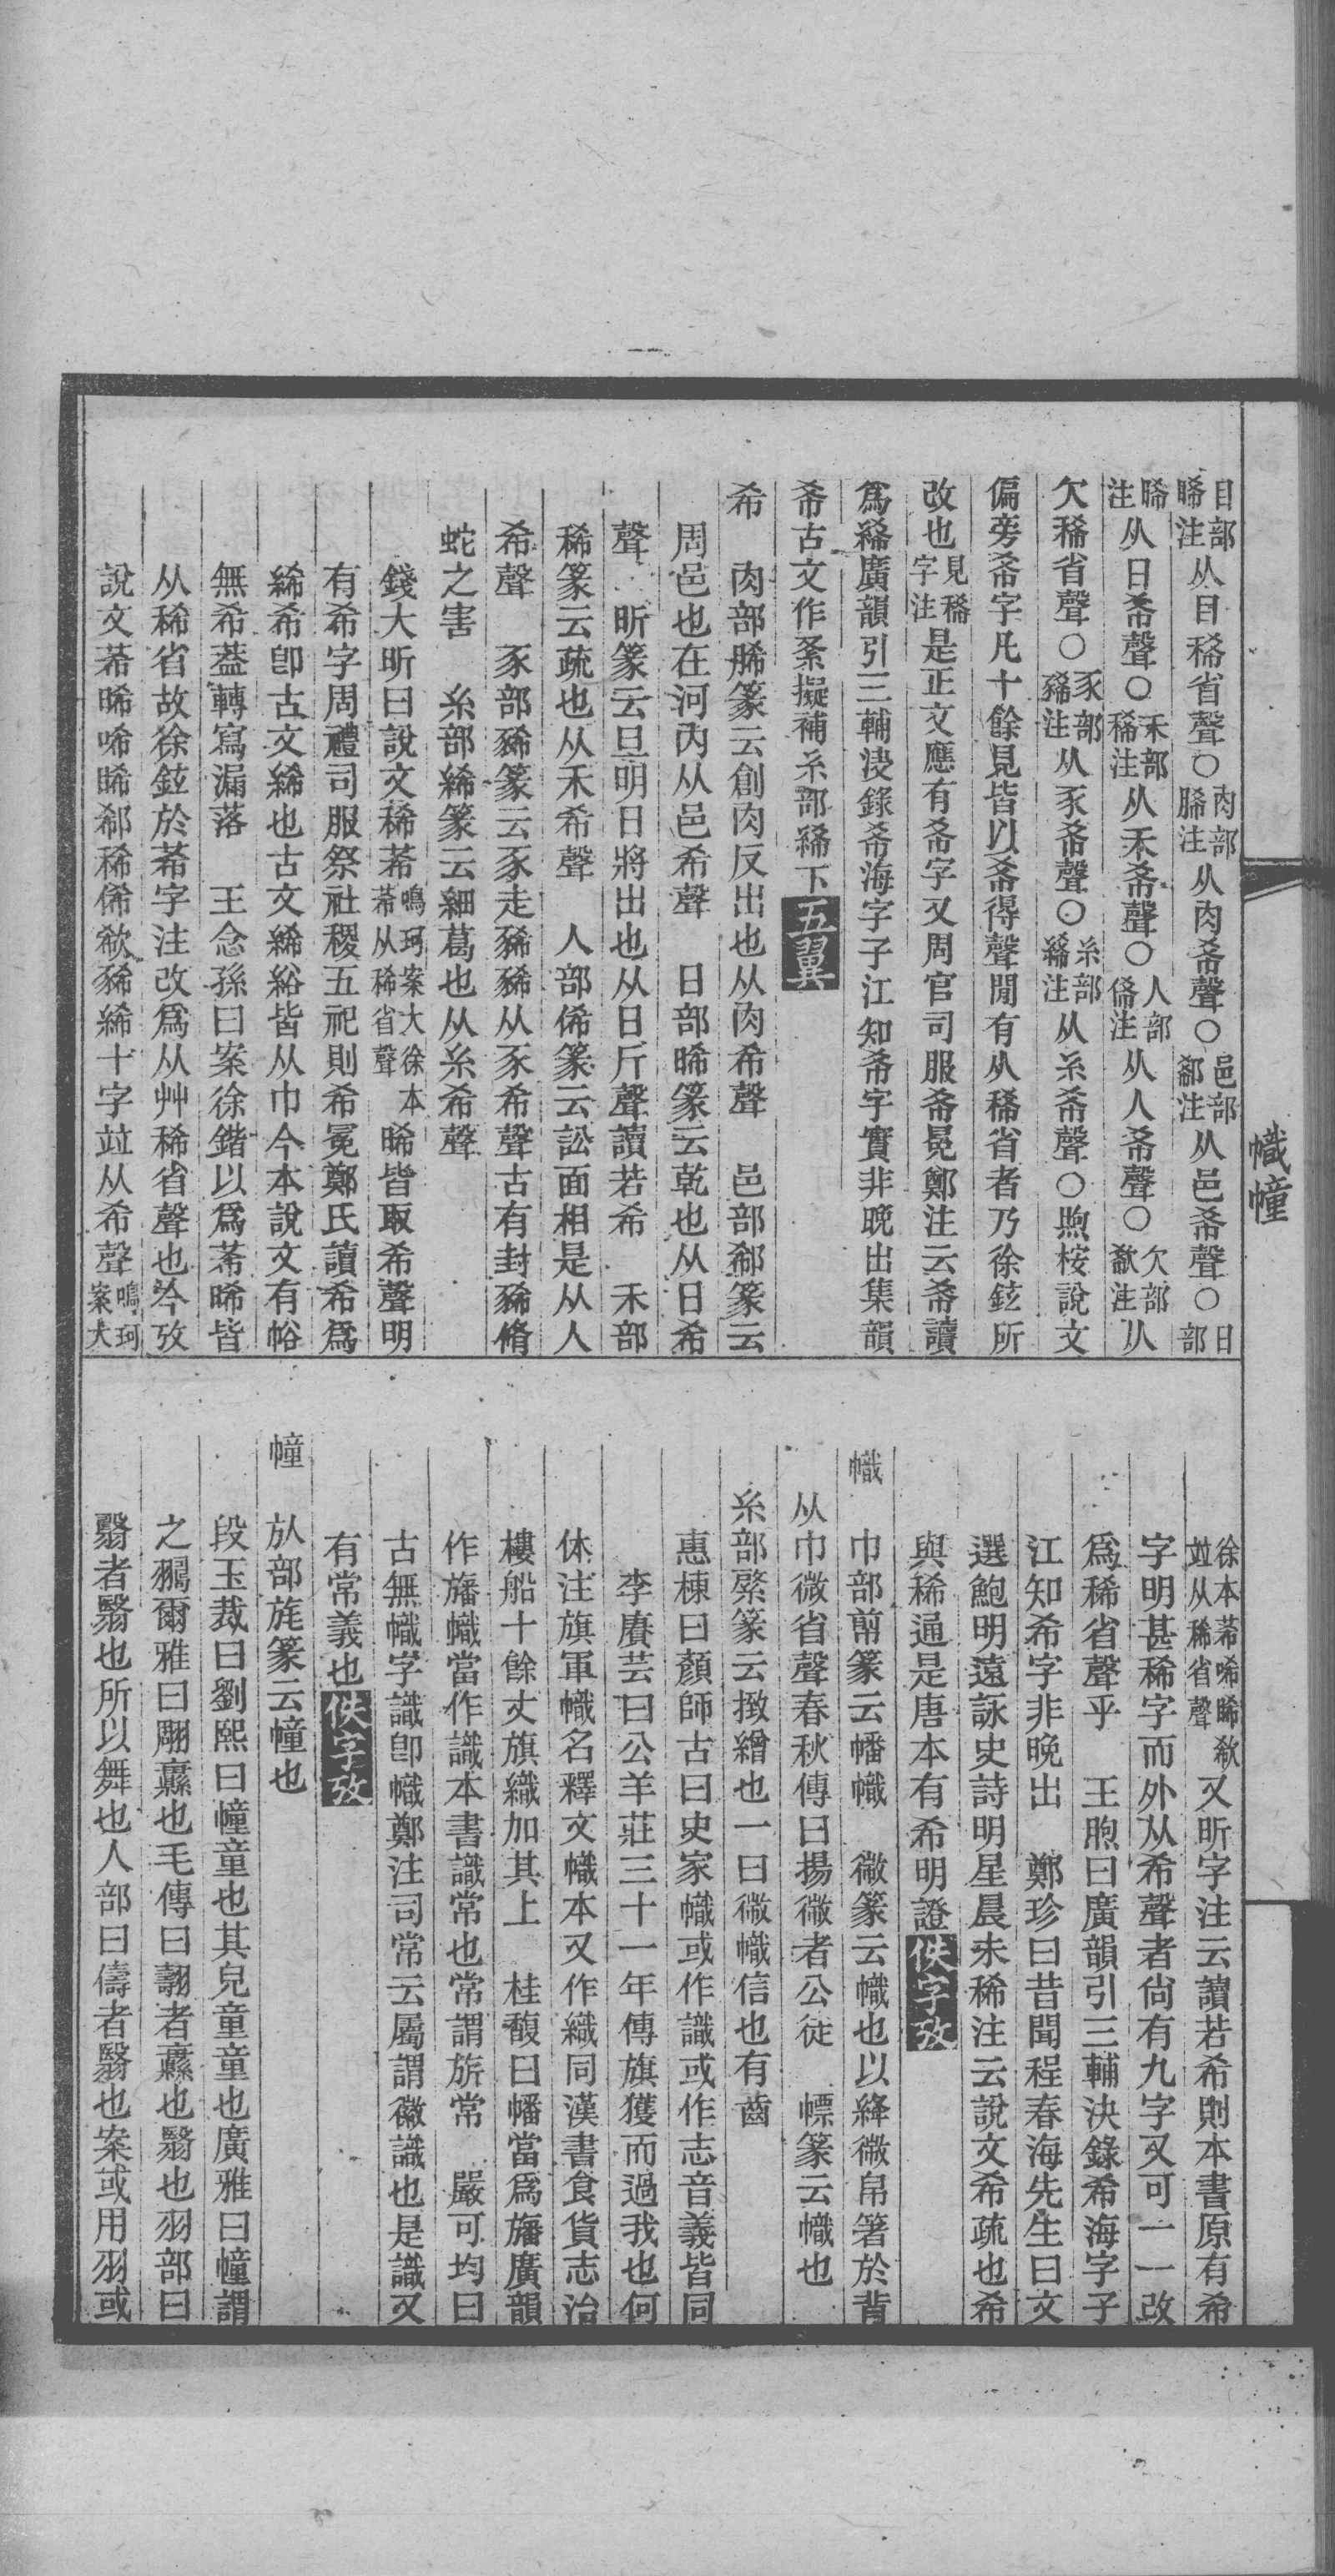 目部睎注从目稀省聲○肉部脪注从肉㣇聲○邑部郗注从邑㣇聲○日部
晞注从日㣇聲○禾部稀注从禾㣇聲○人部俙注从人㣇聲○欠部欷注从
欠稀省聲○豕部豨注从豕㣇聲○糸部絺注从糸㣇聲○煦桉說文
偏旁㣇字凡十餘見皆以㣇得聲閒有从稀省者乃徐鉉所
改也見稀字注是正文應有㣇字又周官司服㣇冕鄭注云㣇讀
爲絺廣韻引三輔決錄㣇海字子江知㣇字實非晚出集韻
㣇古文作㣇擬補糸部絺下五翼
希　肉部脪篆云創肉反出也从肉希聲　邑部郗篆云
周邑也在河內从邑希聲　日部晞篆云乾也从日希
聲　昕篆云旦明日將出也从日斤聲讀若希　禾部
稀篆云疏也从禾希聲　人部俙篆云訟面相是从人
希聲　豕部豨篆云豕走豨豨从豕希聲古有封豨脩
蛇之害　糸部絺篆云細葛也从糸希聲
錢大昕曰說文稀莃鳴珂案大徐本莃从稀省聲晞皆取希聲明
有希字周禮司服祭社稷五祀則希冕鄭氏讀希爲
絺希卽古文絺也古文絺綌皆从巾今本說文有帢
無希葢轉寫漏落　王念孫曰案徐鍇以爲莃晞皆
从稀省故徐鉉於莃字注改爲从艸稀省聲也今攷
說文莃晞唏睎郗稀俙欷豨絺十字竝从希聲鳴珂案大
徐本莃唏睎欷竝从稀省聲又昕字注云讀若希則本書原有希
字明甚稀字而外从希聲者尙有九字又可一一改
爲稀省聲乎　王煦曰廣韻引三輔決錄希海字子
江知希字非晚出　鄭珍曰昔聞程春海先生曰文
選鮑明遠詠史詩明星晨未稀注云說文希疏也希
與稀通是唐本有希明證佚字攷
幟　巾部㡐篆云幡幟　微篆云幟也以絳微帛箸於背
从巾微省聲春秋傳曰揚微者公徒　幖篆云幟也
糸部綮篆云㨖繒也一曰微幟信也有齒
惠棟曰顏師古曰史家幟或作識或作志音義皆同
李賡芸曰公羊莊三十一年傳旗獲而過我也何
休注旗軍幟名釋文幟本又作織同漢書食貨志治
樓船十餘丈旗織加其上　桂馥曰幡當爲旛廣韻
作旛幟當作識本書識常也常謂旂常　嚴可均曰
古無幟字識卽幟鄭注司常云屬謂徽識也是識又
有常義也佚字攷
幢　㫃部旄篆云幢也
段玉裁曰劉熙曰幢童也其皃童童也廣雅曰幢謂
之翿爾雅曰翢纛也毛傳曰翿者纛也翳也羽部曰
翳者翳也所以舞也人部曰儔者翳也案或用羽或
幟幢